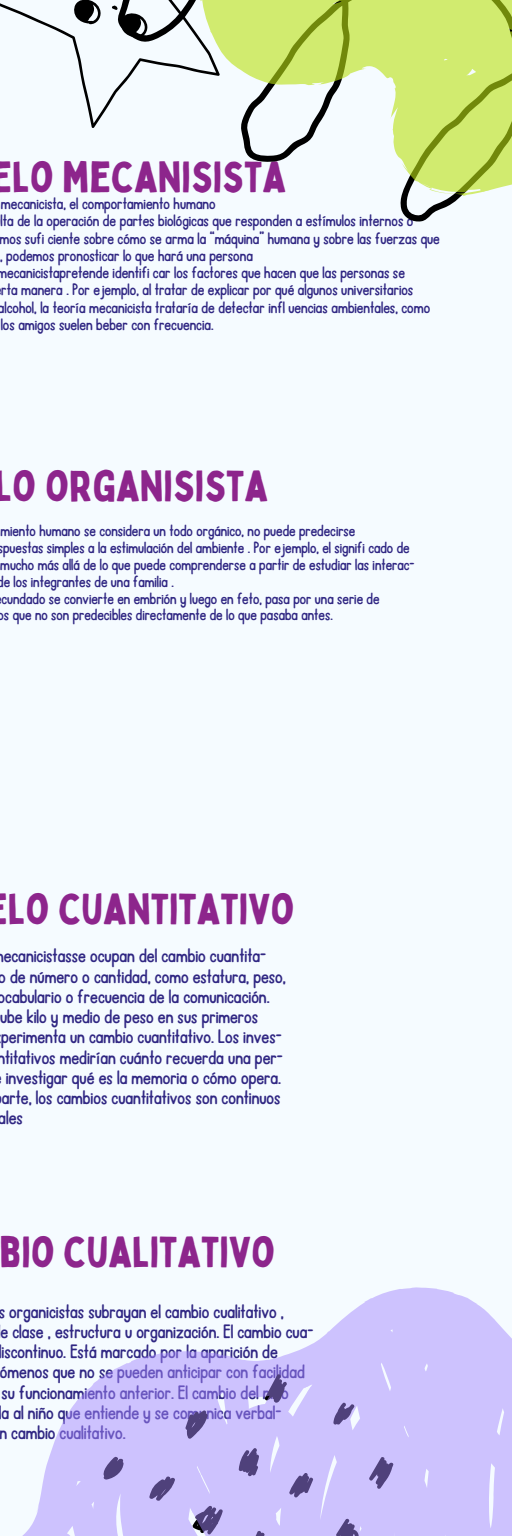 ELO MECANISISTA
mecanicista, el comportamiento humano
lta de la operación de partes biológicas que responden a estímulos internos o
mos sufi ciente sobre cómo se arma la “máquina” humana y sobre las fuerzas que
, podemos pronosticar lo que hará una persona
mecanicistapretende identifi car los factores que hacen que las personas se
erta manera . Por ejemplo, al tratar de explicar por qué algunos universitarios
alcohol, la teoría mecanicista trataría de detectar infl uencias ambientales, como
los amigos suelen beber con frecuencia.
LO ORGANISISTA
miento humano se considera un todo orgánico, no puede predecirse
spuestas simples a la estimulación del ambiente . Por ejemplo, el signifi cado de
mucho más allá de lo que puede comprenderse a partir de estudiar las interac-
de los integrantes de una familia .
ecundado se convierte en embrión y luego en feto, pasa por una serie de
os que no son predecibles directamente de lo que pasaba antes.
ELO CUANTITATIVO
mecanicistasse ocupan del cambio cuantita-
o de número o cantidad, como estatura, peso,
ocabulario o frecuencia de la comunicación.
ube kilo y medio de peso en sus primeros
xperimenta un cambio cuantitativo. Los inves-
ntitativos medirían cuánto recuerda una per-
e investigar qué es la memoria o cómo opera.
parte, los cambios cuantitativos son continuos
ales
BIO CUALITATIVO
s organicistas subrayan el cambio cualitativo ,
de clase , estructura u organización. El cambio cua-
discontinuo. Está marcado por la aparición de
nómenos que no se pueden anticipar con facilidad
su funcionamiento anterior. El cambio del
la al niño que entiende y se comunica verbal-
n cambio cualitativo.